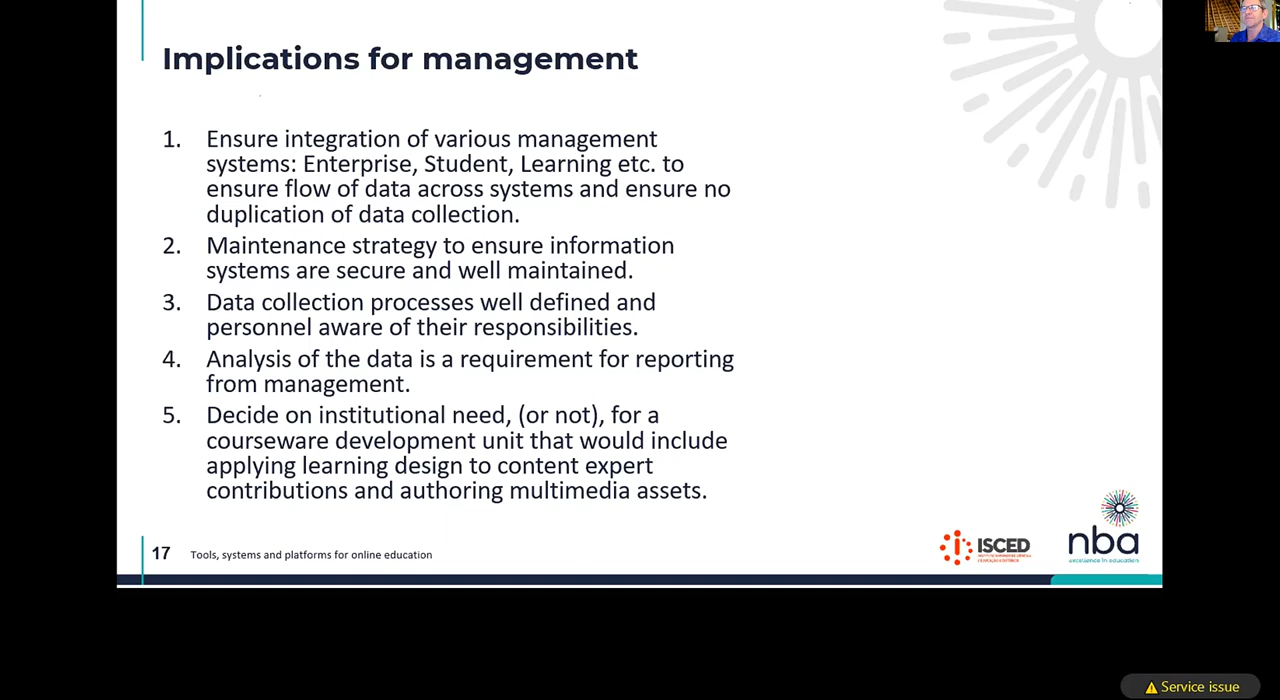 Implications for management
1. Ensure integration of various management
systems: Enterprise, Student, Learning etc. to
ensure flow of data across systems and ensure no
duplication of data collection.
2. Maintenance strategy to ensure information
systems are secure and well maintained.
3. Data collection processes well defined and
personnel aware of their responsibilities.
4. Analysis of the data is a requirement for reporting
from management.
5. Decide on institutional need, (or not), for a
courseware development unit that would include
applying learning design to content expert
contributions and authoring multimedia assets.
17 Tools, systems and platforms for online education
ISCED
nba
excellence in education
Service issue